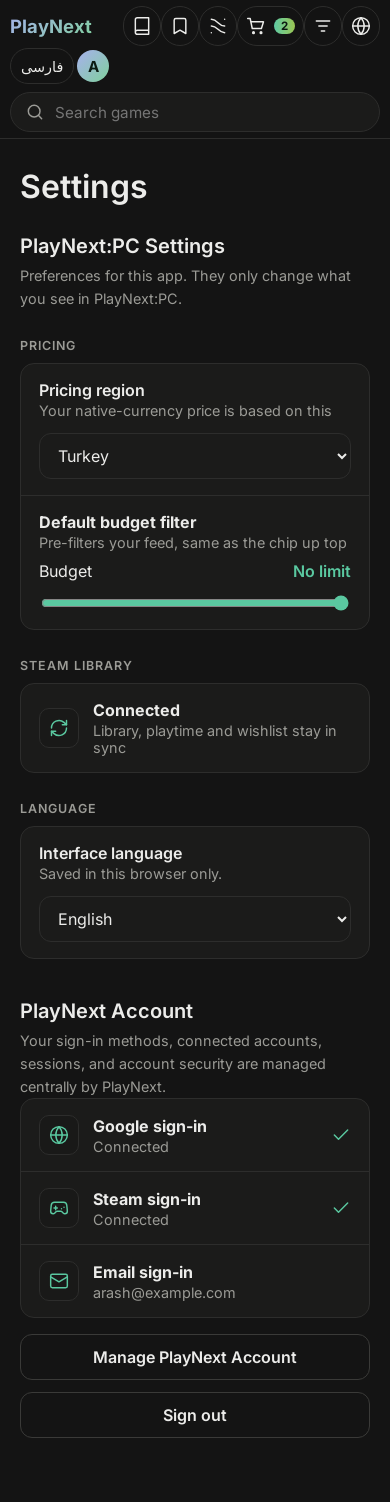 PlayNext
2
فارسی
A
Search games
Settings
PlayNext:PC Settings
Preferences for this app. They only change what
you see in PlayNext:PC.
PRICING
Pricing region
Your native-currency price is based on this
Turkey
Default budget filter
Pre-filters your feed, same as the chip up top
Budget
No limit
STEAM LIBRARY
Connected
Library, playtime and wishlist stay in
sync
LANGUAGE
Interface language
Saved in this browser only.
English
PlayNext Account
Your sign-in methods, connected accounts,
sessions, and account security are managed
centrally by PlayNext.
Google sign-in
Connected
Steam sign-in
Connected
Email sign-in
arash@example.com
Manage PlayNext Account
Sign out